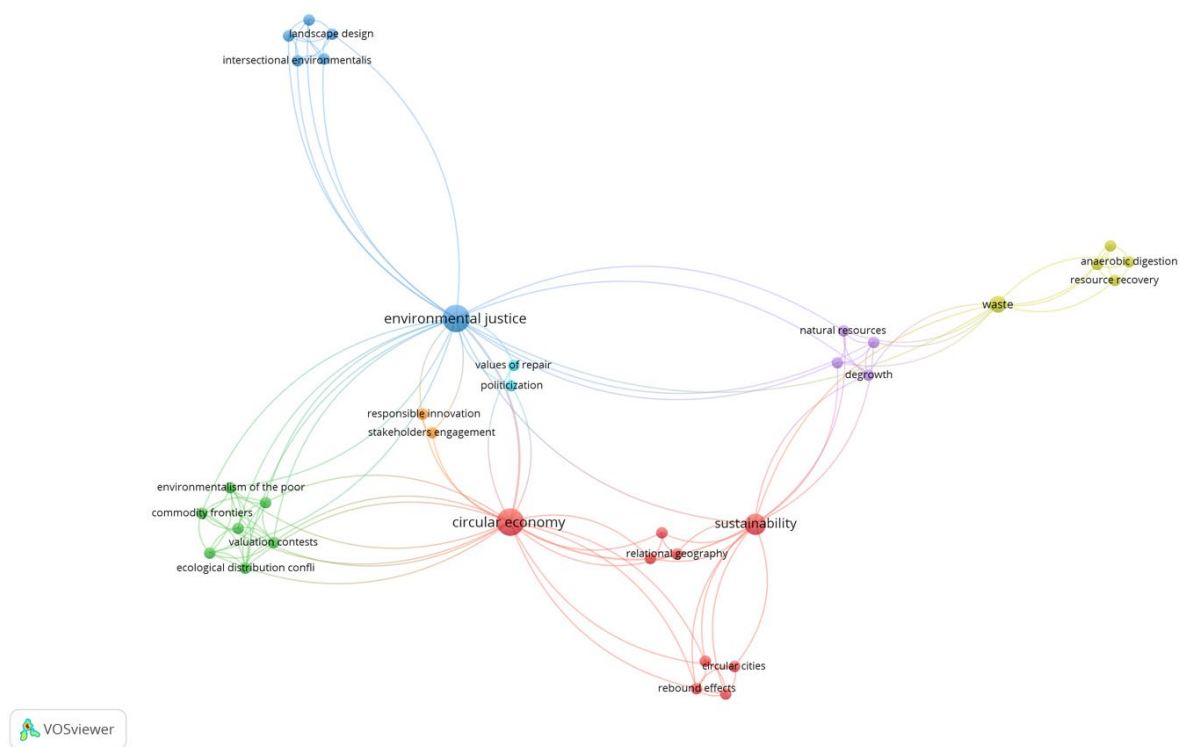 landscape design
intersectional environmentalis
anaerobic digestion
resource recovery
waste
environmental justice
natural resources
values of repair
degrowth
politicization
responsible innovation
stakeholders engagement
environmentalism of the poor
commodity frontiers
circular economy
sustainability
valuation contests
relational geography
ecological distribution confli
circular cities
rebound effects
VOSviewer